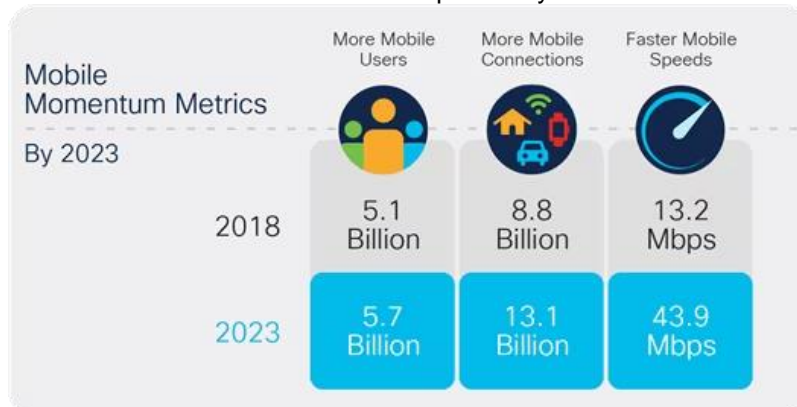 More Mobile
Users
More Mobile
Connections
Faster Mobile
Speeds
Mobile
Momentum Metrics
By 2023
2018
5.1
Billion
8.8
Billion
13.2
Mbps
2023
5.7
Billion
13.1
Billion
43.9
Mbps